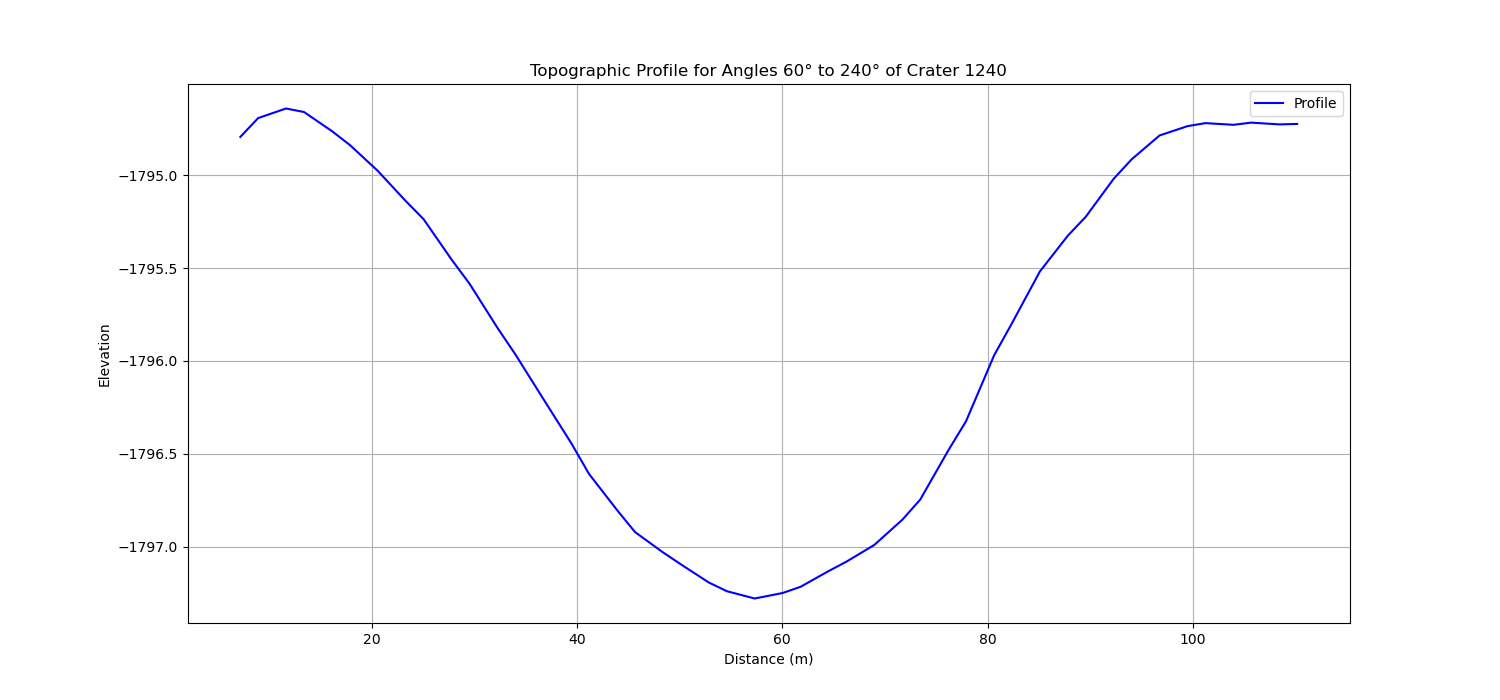 Topographic Profile for Angles 60° to 240° of Crater 1240
Profile
−1795.0
−1795.5
−1796.0
−1796.5
−1797.0
Elevation
20 40 60 80 100
Distance (m)